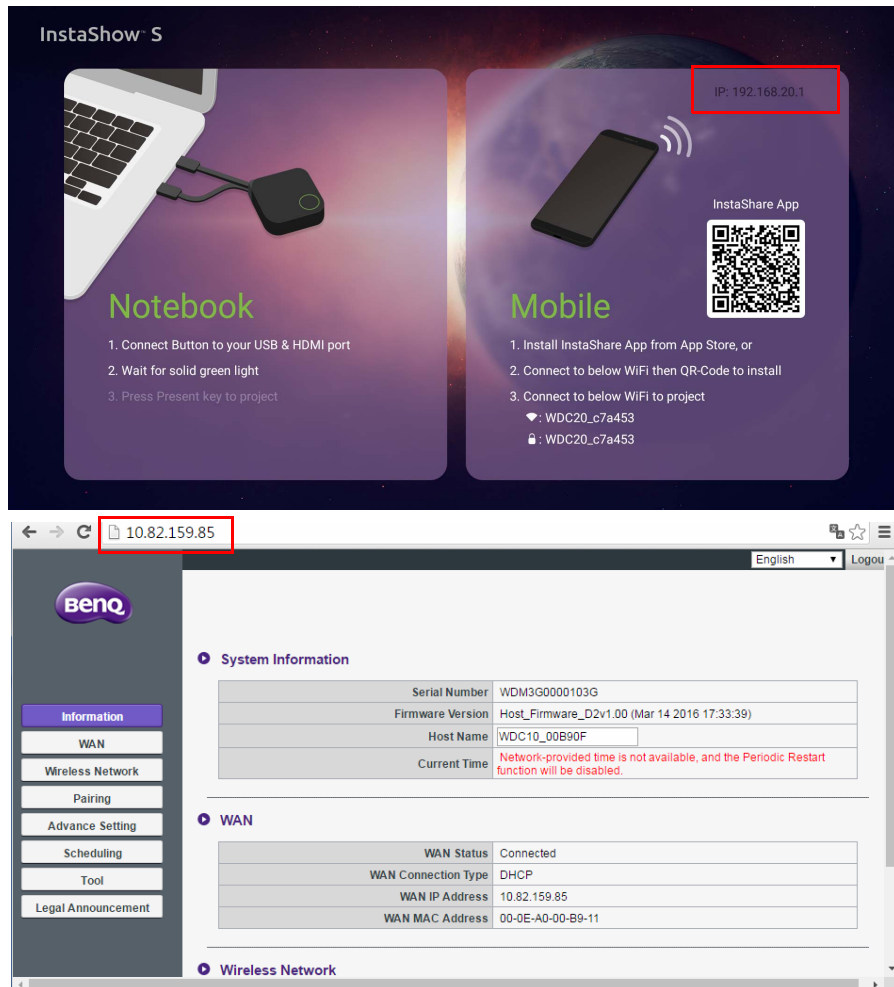 InstaShow™ S
IP: 192.168.20.1
InstaShare App
Notebook
1. Connect Button to your USB & HDMI port
2. Wait for solid green light
3. Press Present key to project
Mobile
1. Install InstaShare App from App Store, or
2. Connect to below WiFi then QR-Code to install
3. Connect to below WiFi to project
: WDC20_c7a453
: WDC20_c7a453
10.82.159.85
English
Logou
BenQ
Information
WAN
Wireless Network
Pairing
Advance Setting
Scheduling
Tool
Legal Announcement
System Information
Serial Number WDM3G0000103G
Firmware Version Host_Firmware_D2v1.00 (Mar 14 2016 17:33:39)
Host Name WDC10_00B90F
Current Time Network-provided time is not available, and the Periodic Restart
function will be disabled.
WAN
WAN Status Connected
WAN Connection Type DHCP
WAN IP Address 10.82.159.85
WAN MAC Address 00-0E-A0-00-B9-11
Wireless Network